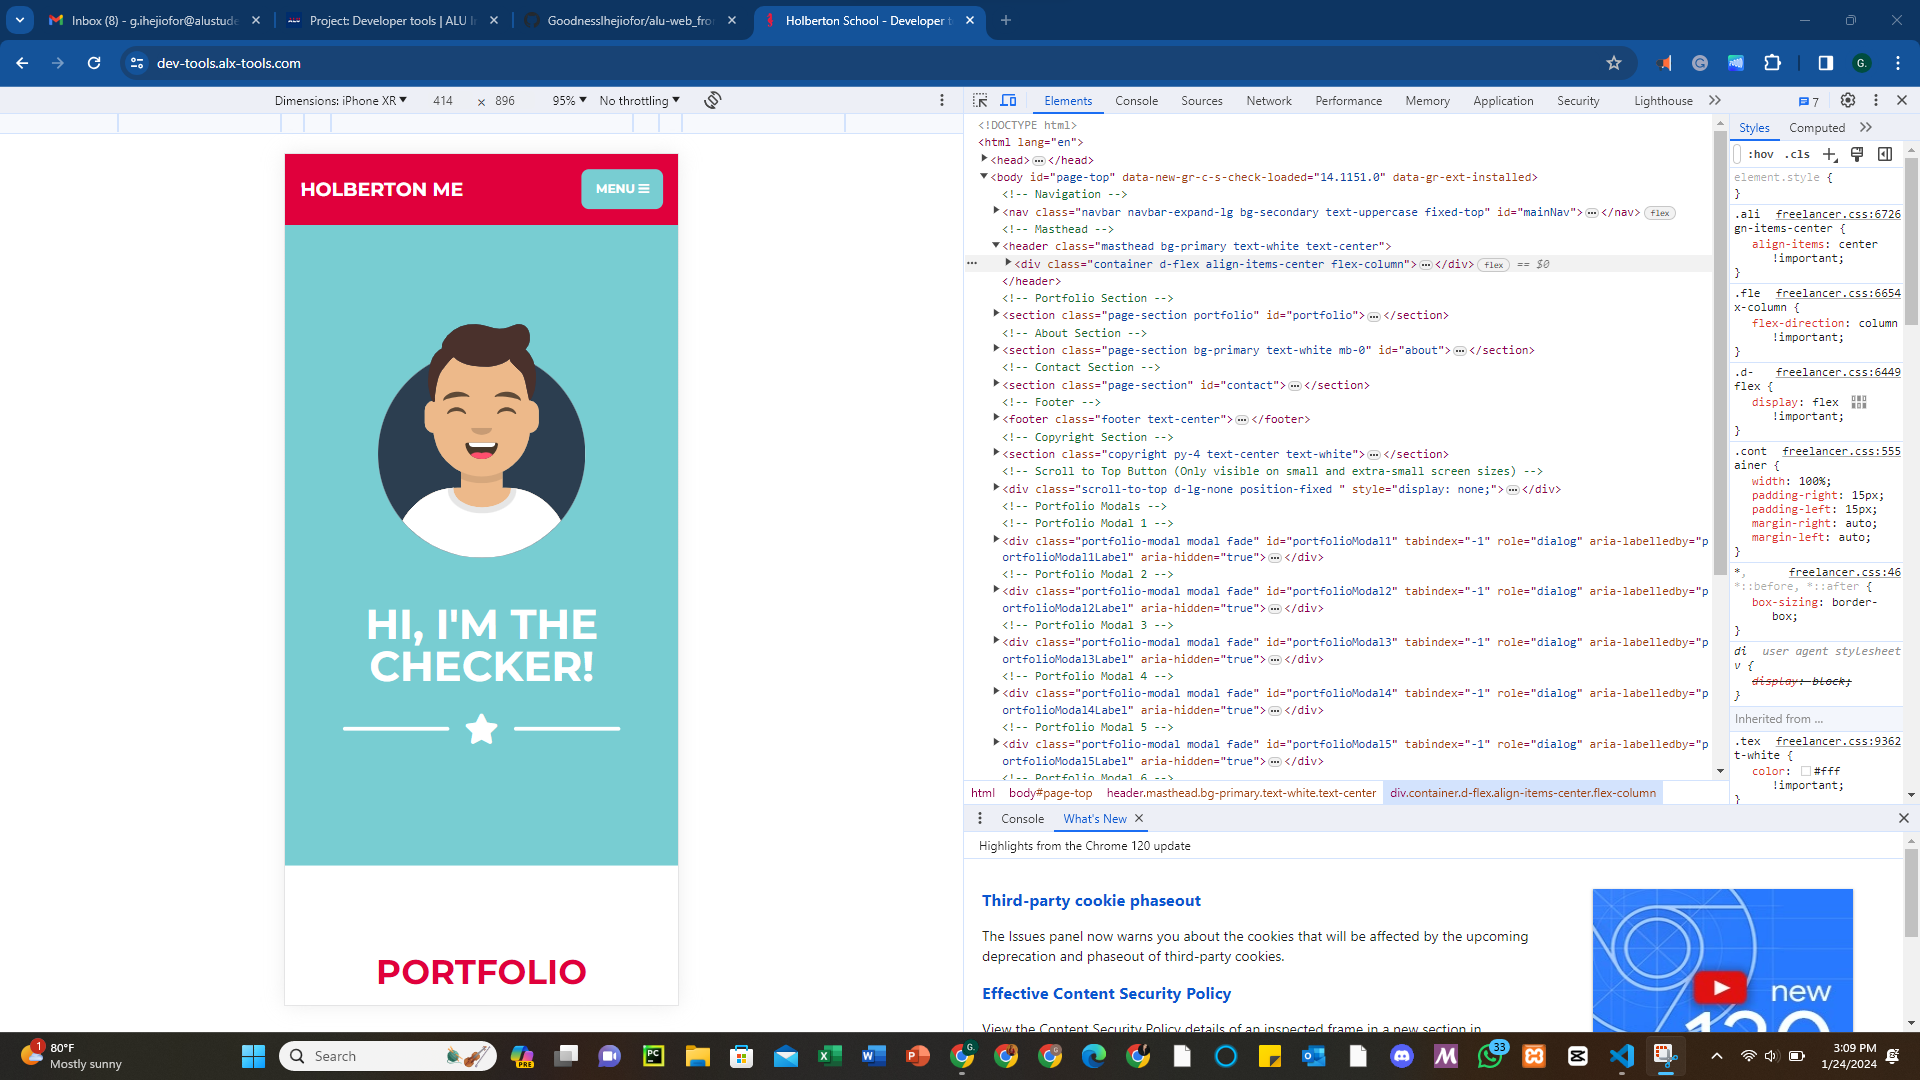 Inbox (8) - g.ihejiofor@alustude
Project: Developer tools | ALU In
GoodnessIhejiofor/alu-web_fron
Holberton School - Developer to
dev-tools.alx-tools.com
G.
Dimensions: iPhone XR 414 × 896 95% No throttling
Elements Console Sources Network Performance Memory Application Security Lighthouse 7
HOLBERTON ME
MENU
HI, I'M THE
CHECKER!
PORTFOLIO
<!DOCTYPE html>
<html lang="en">
<head> ⋯ </head>
<body id="page-top" data-new-gr-c-s-check-loaded="14.1151.0" data-gr-ext-installed>
<!-- Navigation -->
<nav class="navbar navbar-expand-lg bg-secondary text-uppercase fixed-top" id="mainNav"> ⋯ </nav> flex
<!-- Masthead -->
<header class="masthead bg-primary text-white text-center">
<div class="container d-flex align-items-center flex-column"> ⋯ </div> flex == $0
</header>
<!-- Portfolio Section -->
<section class="page-section portfolio" id="portfolio"> ⋯ </section>
<!-- About Section -->
<section class="page-section bg-primary text-white mb-0" id="about"> ⋯ </section>
<!-- Contact Section -->
<section class="page-section" id="contact"> ⋯ </section>
<!-- Footer -->
<footer class="footer text-center"> ⋯ </footer>
<!-- Copyright Section -->
<section class="copyright py-4 text-center text-white"> ⋯ </section>
<!-- Scroll to Top Button (Only visible on small and extra-small screen sizes) -->
<div class="scroll-to-top d-lg-none position-fixed " style="display: none;"> ⋯ </div>
<!-- Portfolio Modals -->
<!-- Portfolio Modal 1 -->
<div class="portfolio-modal modal fade" id="portfolioModal1" tabindex="-1" role="dialog" aria-labelledby="p
ortfolioModal1Label" aria-hidden="true"> ⋯ </div>
<!-- Portfolio Modal 2 -->
<div class="portfolio-modal modal fade" id="portfolioModal2" tabindex="-1" role="dialog" aria-labelledby="p
ortfolioModal2Label" aria-hidden="true"> ⋯ </div>
<!-- Portfolio Modal 3 -->
<div class="portfolio-modal modal fade" id="portfolioModal3" tabindex="-1" role="dialog" aria-labelledby="p
ortfolioModal3Label" aria-hidden="true"> ⋯ </div>
<!-- Portfolio Modal 4 -->
<div class="portfolio-modal modal fade" id="portfolioModal4" tabindex="-1" role="dialog" aria-labelledby="p
ortfolioModal4Label" aria-hidden="true"> ⋯ </div>
<!-- Portfolio Modal 5 -->
<div class="portfolio-modal modal fade" id="portfolioModal5" tabindex="-1" role="dialog" aria-labelledby="p
ortfolioModal5Label" aria-hidden="true"> ⋯ </div>
<!-- Portfolio Modal 6 -->
html body#page-top header.masthead.bg-primary.text-white.text-center div.container.d-flex.align-items-center.flex-column
Styles Computed
:hov .cls
element.style {
}
.ali freelancer.css:6726
gn-items-center {
align-items: center
!important;
}
.fle freelancer.css:6654
x-column {
flex-direction: column
!important;
}
.d- freelancer.css:6449
flex {
display: flex
!important;
}
.cont freelancer.css:555
ainer {
width: 100%;
padding-right: 15px;
padding-left: 15px;
margin-right: auto;
margin-left: auto;
}
*, freelancer.css:46
*::before, *::after {
box-sizing: border-
box;
}
di user agent stylesheet
v {
display: block;
}
Inherited from ...
.tex freelancer.css:9362
t-white {
color: #fff
!important;
}
Console What's New
Highlights from the Chrome 120 update
Third-party cookie phaseout
The Issues panel now warns you about the cookies that will be affected by the upcoming
deprecation and phaseout of third-party cookies.
Effective Content Security Policy
View the Content Security Policy details of an inspected frame in a new section in
new
120
1
80°F
Mostly sunny
Search
PRE
PC
G.
33
3:09 PM
1/24/2024